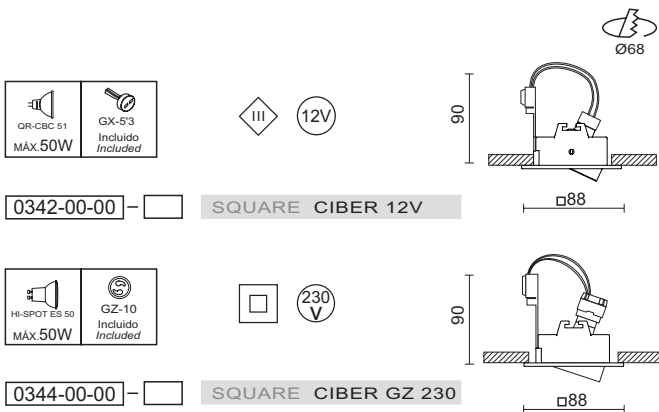 Ø68
QR-CBC 51
MÁX.50W
GX-5'3
Incluido
Included
III
12V
90
0342-00-00 –
SQUARE CIBER 12V
□88
HI-SPOT ES 50
MÁX.50W
GZ-10
Incluido
Included
230
V
90
0344-00-00 –
SQUARE CIBER GZ 230
□88